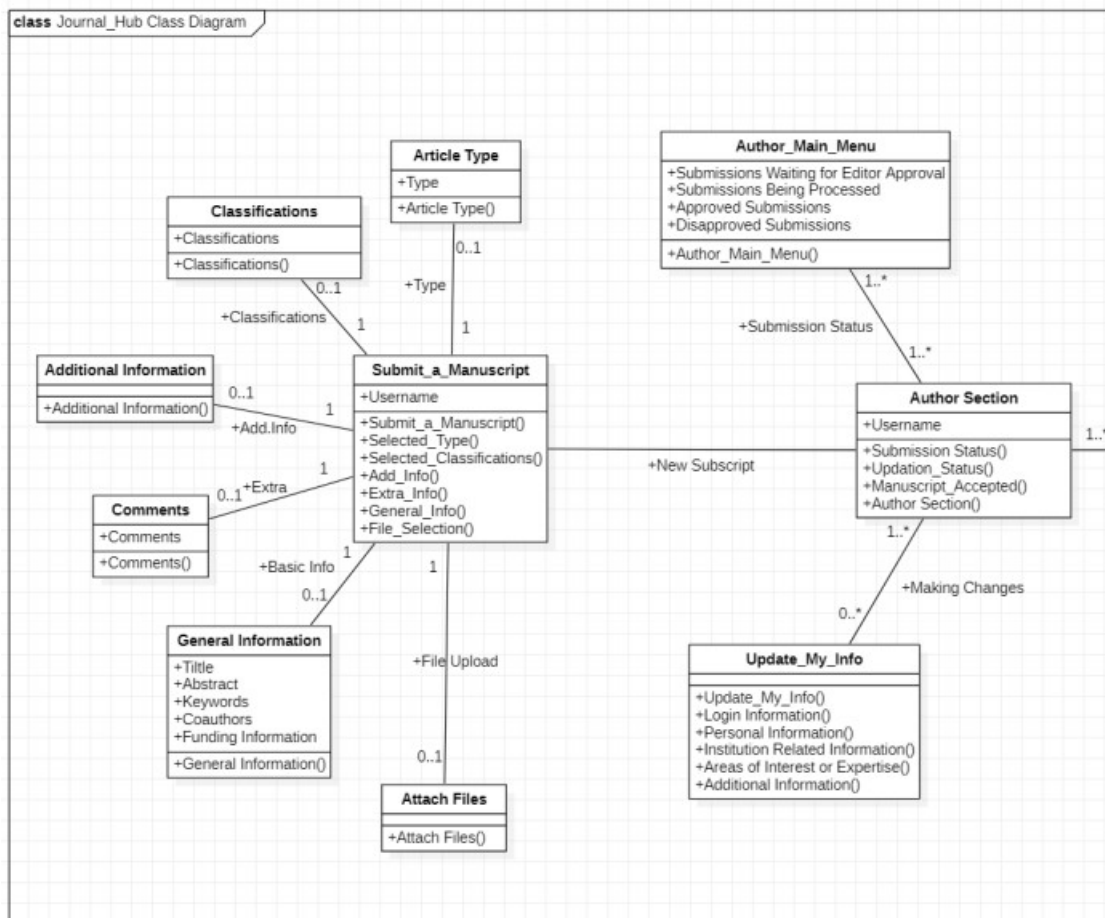 class Journal_Hub Class Diagram
Article Type
+Type
+Article Type()
0..1
+Type
1
Classifications
+Classifications
+Classifications()
0..1
+Classifications
1
Additional Information
+Additional Information()
0..1
+Add.Info
1
Comments
+Comments
+Comments()
0..1
+Extra
1
Submit_a_Manuscript
+Username
+Submit_a_Manuscript()
+Selected_Type()
+Selected_Classifications()
+Add_Info()
+Extra_Info()
+General_Info()
+File_Selection()
1
+Basic Info
0..1
General Information
+Tiltle
+Abstract
+Keywords
+Coauthors
+Funding Information
+General Information()
1
+File Upload
0..1
Attach Files
+Attach Files()
+New Subscript
Author_Main_Menu
+Submissions Waiting for Editor Approval
+Submissions Being Processed
+Approved Submissions
+Disapproved Submissions
+Author_Main_Menu()
1..*
+Submission Status
1..*
Author Section
+Username
+Submission Status()
+Updation_Status()
+Manuscript_Accepted()
+Author Section()
1..*
1..*
+Making Changes
0..*
Update_My_Info
+Update_My_Info()
+Login Information()
+Personal Information()
+Institution Related Information()
+Areas of Interest or Expertise()
+Additional Information()